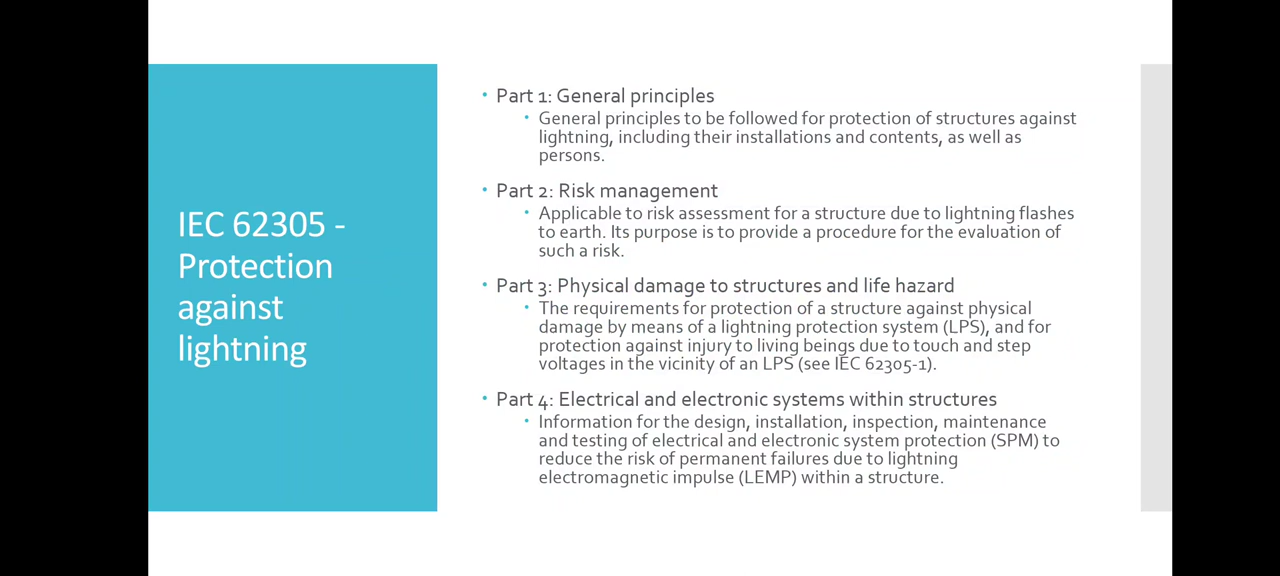 IEC 62305 -
Protection
against
lightning
• Part 1: General principles
• General principles to be followed for protection of structures against
lightning, including their installations and contents, as well as
persons.
• Part 2: Risk management
• Applicable to risk assessment for a structure due to lightning flashes
to earth. Its purpose is to provide a procedure for the evaluation of
such a risk.
• Part 3: Physical damage to structures and life hazard
• The requirements for protection of a structure against physical
damage by means of a lightning protection system (LPS), and for
protection against injury to living beings due to touch and step
voltages in the vicinity of an LPS (see IEC 62305-1).
• Part 4: Electrical and electronic systems within structures
• Information for the design, installation, inspection, maintenance
and testing of electrical and electronic system protection (SPM) to
reduce the risk of permanent failures due to lightning
electromagnetic impulse (LEMP) within a structure.